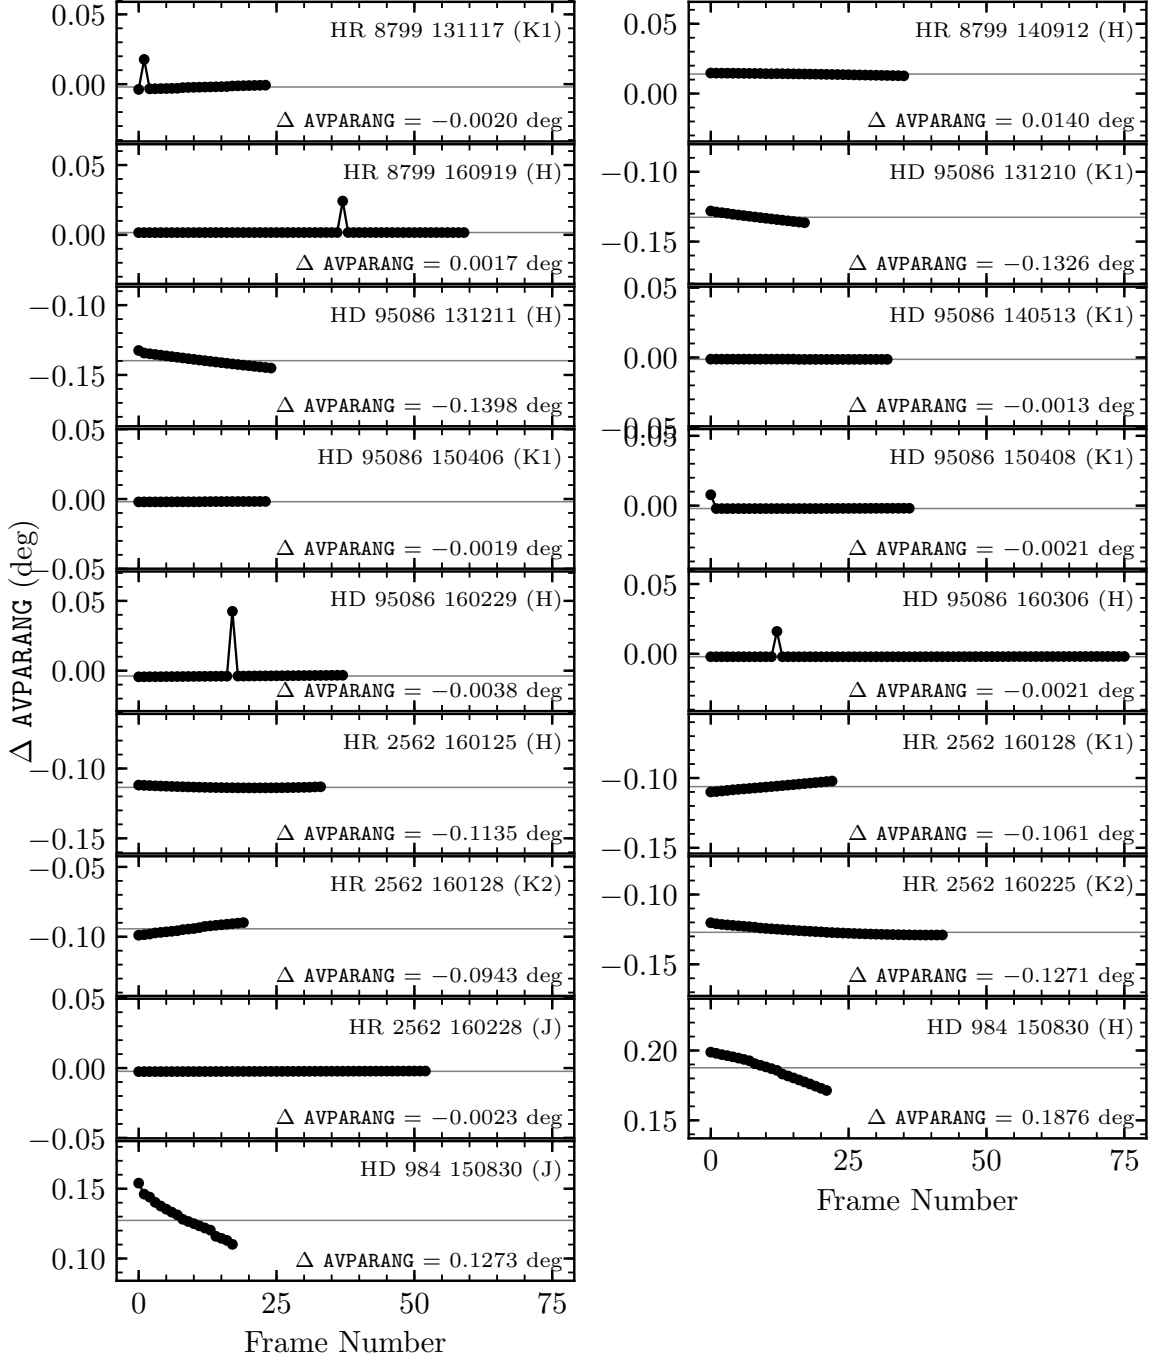 0.05
HR 8799 131117 (K1)
0.00
Δ AVPARANG = −0.0020 deg
0.05
HR 8799 140912 (H)
0.00
Δ AVPARANG = 0.0140 deg
0.05
HR 8799 160919 (H)
0.00
Δ AVPARANG = 0.0017 deg
−0.10
HD 95086 131210 (K1)
−0.15
Δ AVPARANG = −0.1326 deg
−0.10
HD 95086 131211 (H)
−0.15
Δ AVPARANG = −0.1398 deg
0.05
HD 95086 140513 (K1)
0.00
Δ AVPARANG = −0.0013 deg
−0.05
0.05
HD 95086 150406 (K1)
0.00
Δ AVPARANG = −0.0019 deg
−0.05
0.05
HD 95086 150408 (K1)
0.00
Δ AVPARANG = −0.0021 deg
0.05
HD 95086 160229 (H)
0.00
Δ AVPARANG = −0.0038 deg
0.05
HD 95086 160306 (H)
0.00
Δ AVPARANG = −0.0021 deg
Δ AVPARANG (deg)
−0.10
HR 2562 160125 (H)
−0.15
Δ AVPARANG = −0.1135 deg
−0.10
HR 2562 160128 (K1)
−0.15
Δ AVPARANG = −0.1061 deg
−0.05
HR 2562 160128 (K2)
−0.10
Δ AVPARANG = −0.0943 deg
−0.10
HR 2562 160225 (K2)
−0.15
Δ AVPARANG = −0.1271 deg
0.05
HR 2562 160228 (J)
0.00
Δ AVPARANG = −0.0023 deg
−0.05
0.20
HD 984 150830 (H)
0.15
Δ AVPARANG = 0.1876 deg
0 25 50 75
Frame Number
0.15
HD 984 150830 (J)
0.10
Δ AVPARANG = 0.1273 deg
0 25 50 75
Frame Number